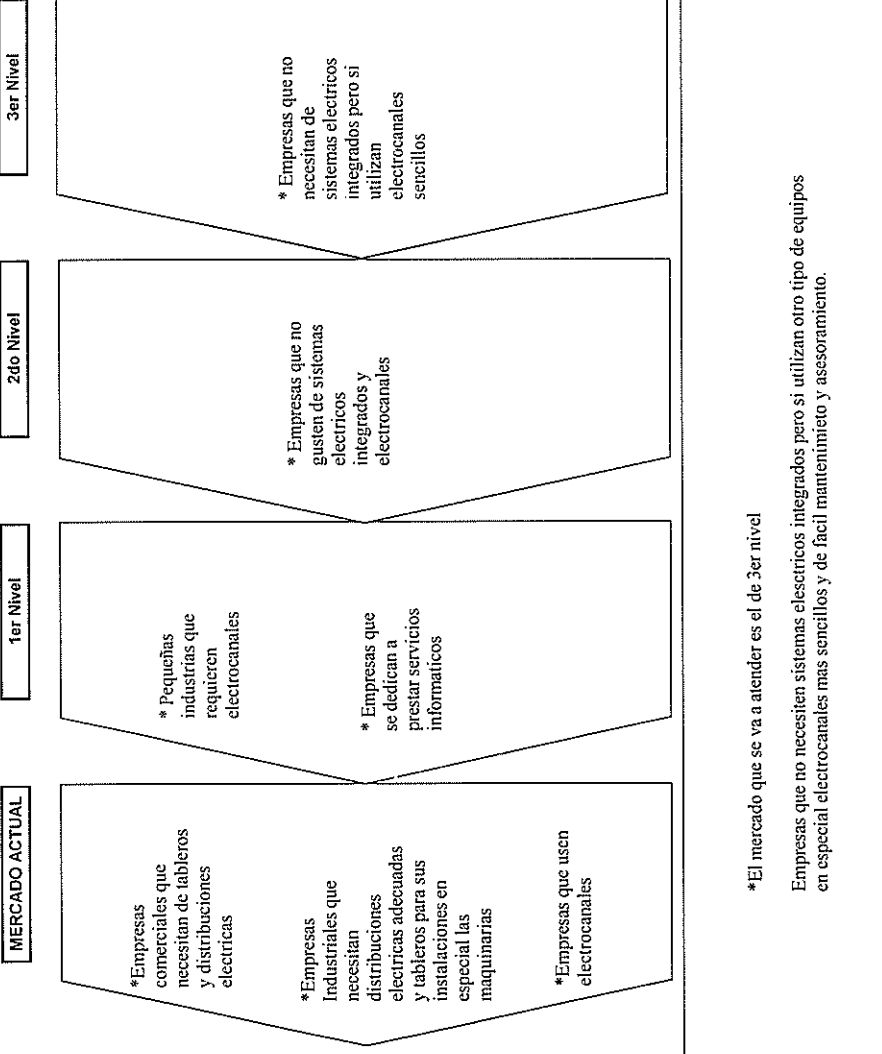 MERCADO ACTUAL
*Empresas
comerciales que
necesitan de tableros
y distribuciones
electricas
*Empresas
Industriales que
necesitan
distribuciones
electricas adecuadas
y tableros para sus
instalaciones en
especial las
maquinarias
*Empresas que usen
electrocanales
1er Nivel
* Pequeñas
industrias que
requieren
electrocanales
* Empresas que
se dedican a
prestar servicios
informaticos
2do Nivel
* Empresas que no
gusten de sistemas
electricos
integrados y
electrocanales
3er Nivel
* Empresas que no
necesitan de
sistemas electricos
integrados pero si
utilizan
electrocanales
sencillos
*El mercado que se va a atender es el de 3er nivel
Empresas que no necesiten sistemas elesctricos integrados pero si utilizan otro tipo de equipos
en especial electrocanales mas sencillos y de facil mantenimieto y asesoramiento.